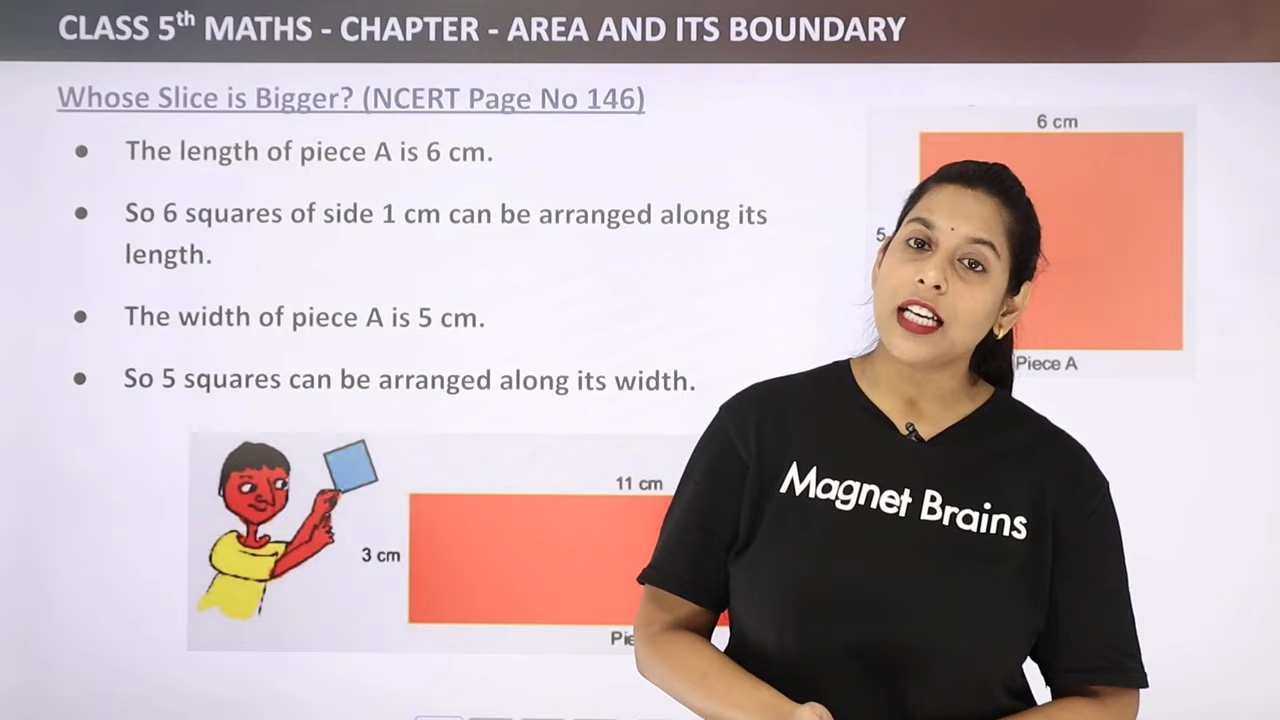 CLASS 5th MATHS - CHAPTER - AREA AND ITS BOUNDARY
Whose Slice is Bigger? (NCERT Page No 146)
● The length of piece A is 6 cm.
● So 6 squares of side 1 cm can be arranged along its
length.
● The width of piece A is 5 cm.
● So 5 squares can be arranged along its width.
6 cm
5
Piece A
11 cm
3 cm
Magnet Brains